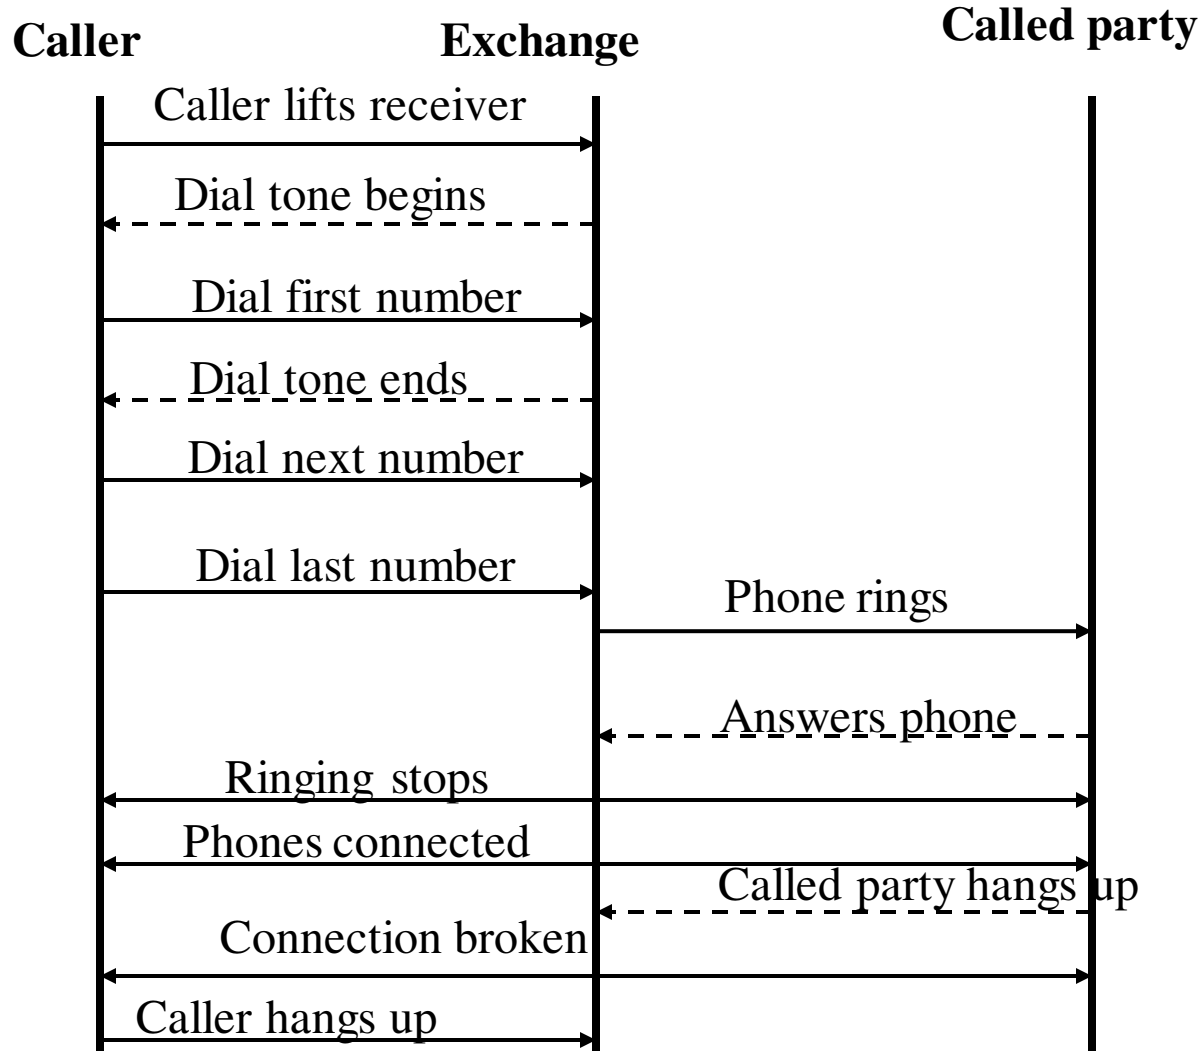 Caller
Exchange
Called party
Caller lifts receiver
Dial tone begins
Dial first number
Dial tone ends
Dial next number
Dial last number
Phone rings
Answers phone
Ringing stops
Phones connected
Called party hangs up
Connection broken
Caller hangs up